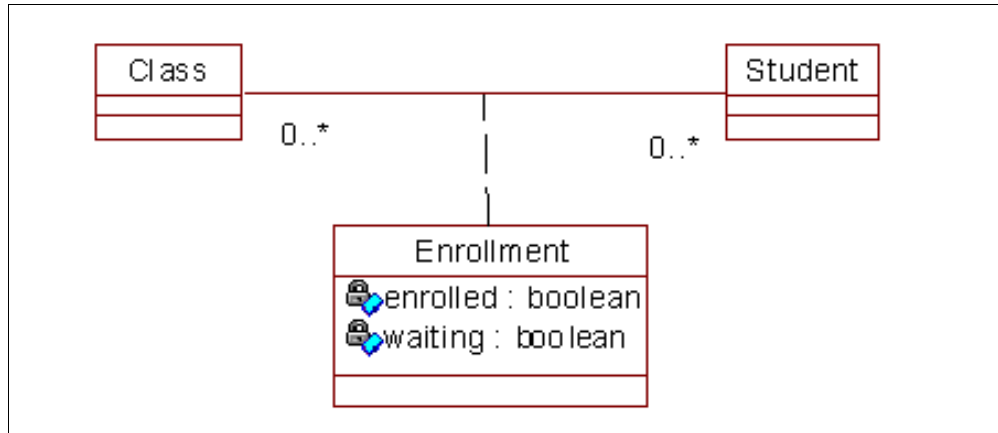 Class
Student
0..*
0..*
Enrollment
enrolled : boolean
waiting : boolean